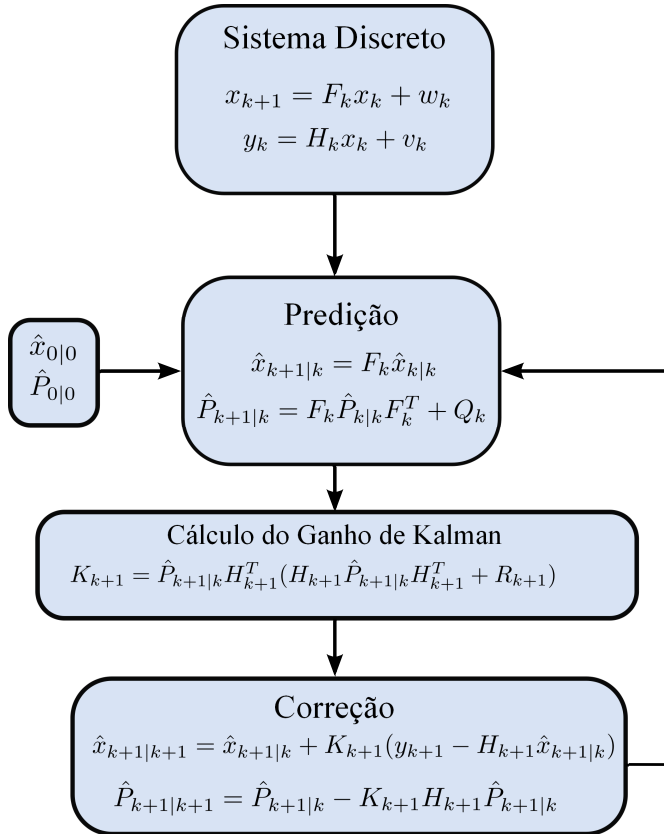 Sistema Discreto
x_{k+1} = F_k x_k + w_k
y_k = H_k x_k + v_k
\hat{x}_{0|0}
\hat{P}_{0|0}
Predição
\hat{x}_{k+1|k} = F_k \hat{x}_{k|k}
\hat{P}_{k+1|k} = F_k \hat{P}_{k|k} F_k^T + Q_k
Cálculo do Ganho de Kalman
K_{k+1} = \hat{P}_{k+1|k} H_{k+1}^T (H_{k+1} \hat{P}_{k+1|k} H_{k+1}^T + R_{k+1})
Correção
\hat{x}_{k+1|k+1} = \hat{x}_{k+1|k} + K_{k+1} (y_{k+1} − H_{k+1} \hat{x}_{k+1|k})
\hat{P}_{k+1|k+1} = \hat{P}_{k+1|k} − K_{k+1} H_{k+1} \hat{P}_{k+1|k}